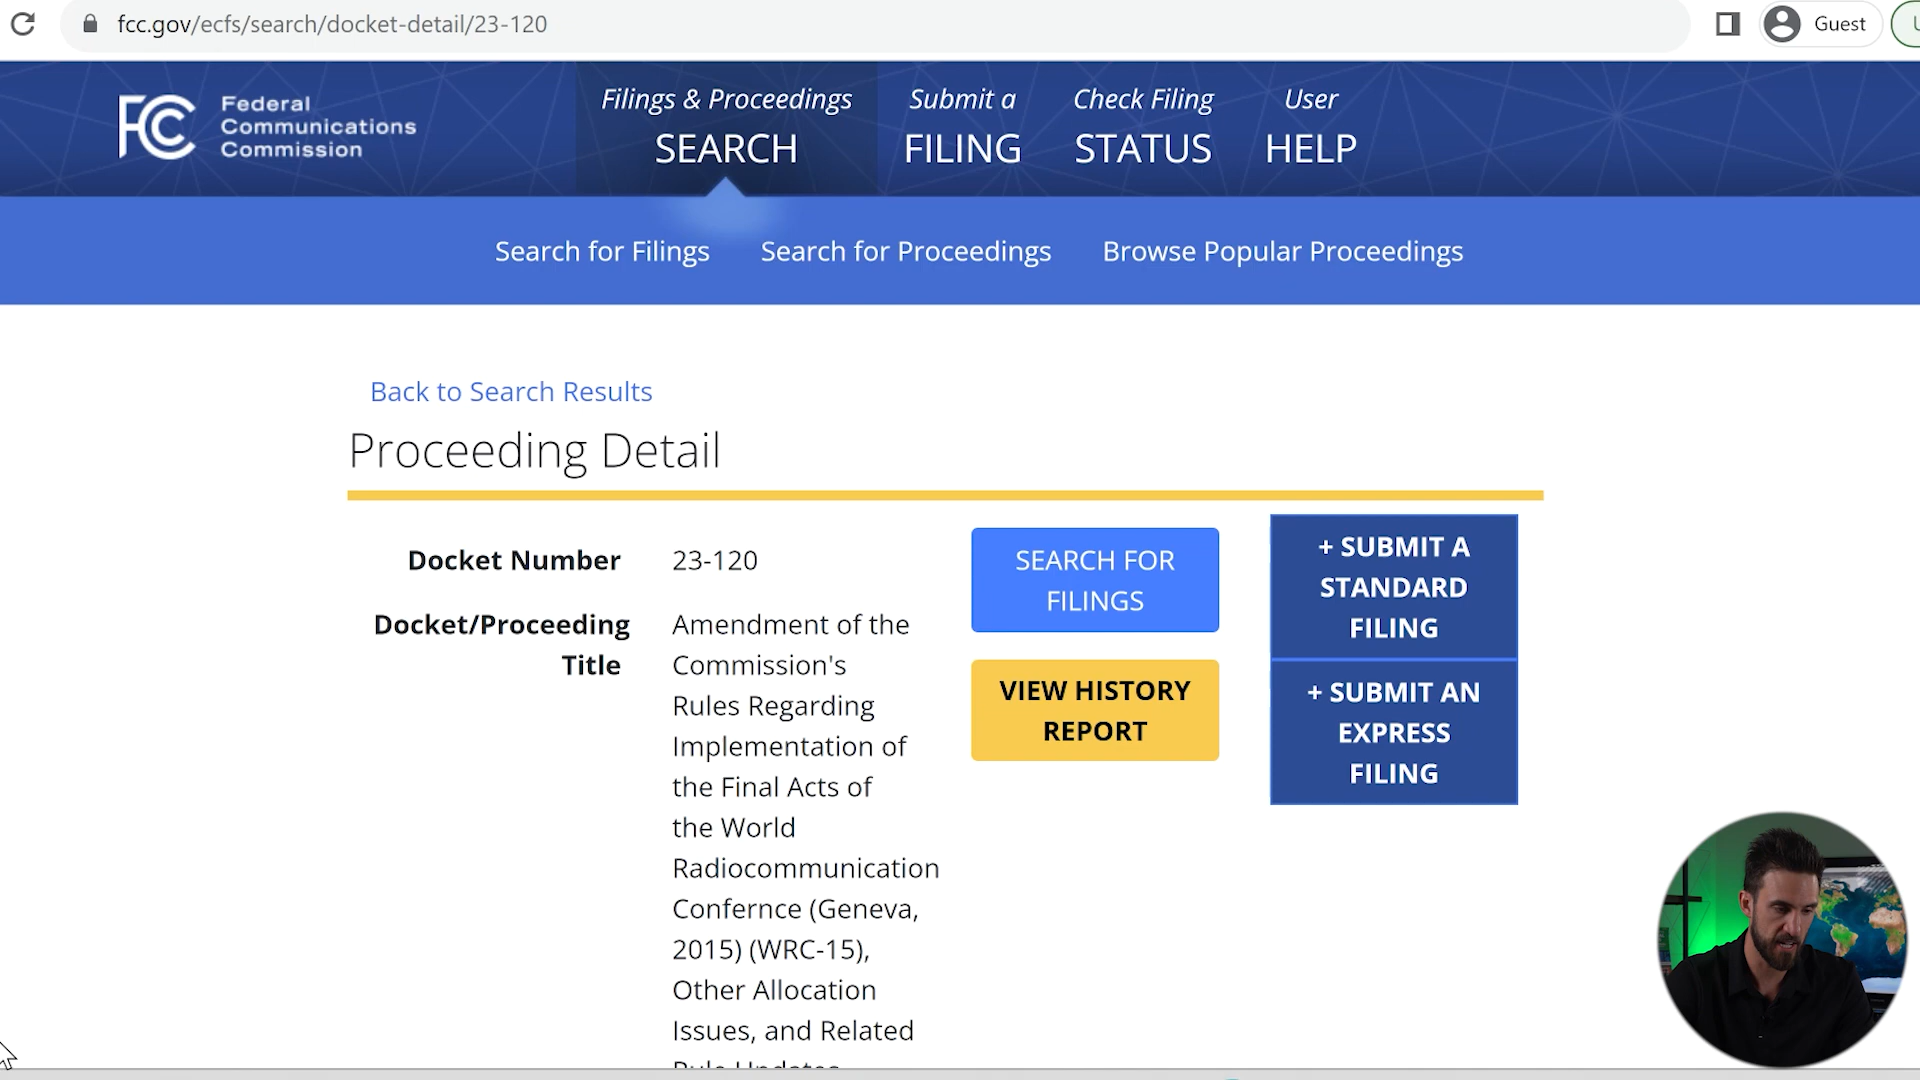 fcc.gov/ecfs/search/docket-detail/23-120
Guest
FCC
Federal
Communications
Commission
Filings & Proceedings
SEARCH
Submit a
FILING
Check Filing
STATUS
User
HELP
Search for Filings
Search for Proceedings
Browse Popular Proceedings
Back to Search Results
Proceeding Detail
Docket Number
23-120
Docket/Proceeding
Title
Amendment of the
Commission's
Rules Regarding
Implementation of
the Final Acts of
the World
Radiocommunication
Confernce (Geneva,
2015) (WRC-15),
Other Allocation
Issues, and Related
Rule Updates
SEARCH FOR
FILINGS
VIEW HISTORY
REPORT
+ SUBMIT A
STANDARD
FILING
+ SUBMIT AN
EXPRESS
FILING